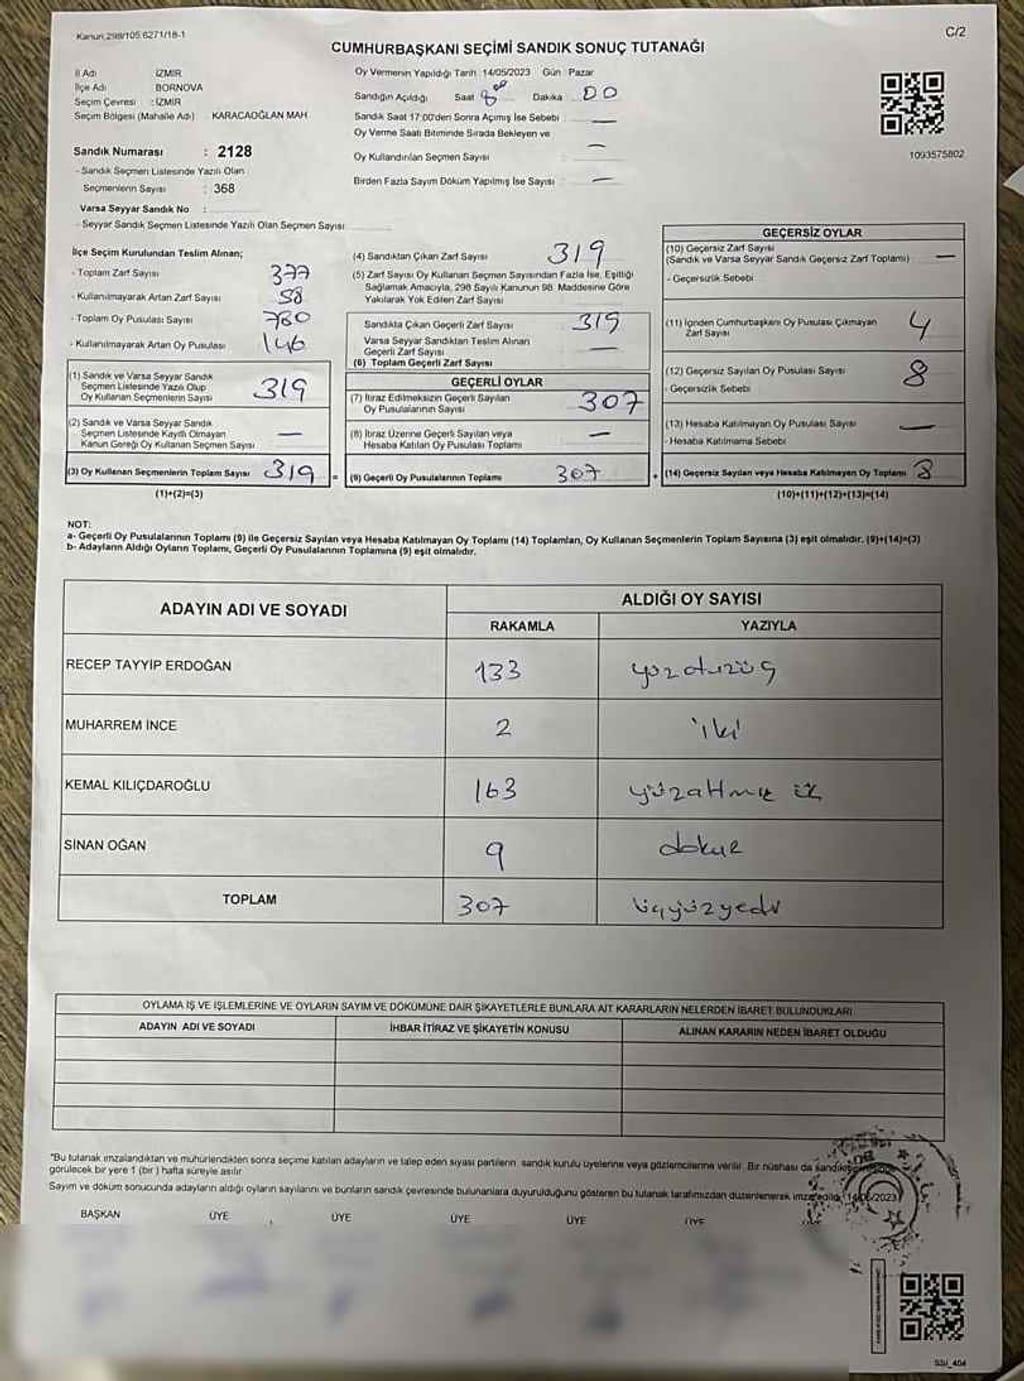 Kanun 298/105.6271/18-1
C/2
CUMHURBAŞKANI SEÇİMİ SANDIK SONUÇ TUTANAĞI
İl Adı İZMİR
İlçe Adı BORNOVA
Seçim Çevresi : İZMİR
Seçim Bölgesi (Mahalle Adı) KARACAOĞLAN MAH.
Sandık Numarası : 2128
- Sandık Seçmen Listesinde Yazılı Olan
Seçmenlerin Sayısı : 368
Varsa Seyyar Sandık No :
- Seyyar Sandık Seçmen Listesinde Yazılı Olan Seçmen Sayısı
Oy Vermenin Yapıldığı Tarih 14/05/2023 Gün Pazar
Sandığın Açıldığı Saat 8 00 Dakika 00
Sandık Saat 17:00'den Sonra Açımış İse Sebebi : —
Oy Verme Saati Bitiminde Sırada Bekleyen ve
Oy Kullandırılan Seçmen Sayısı : —
Birden Fazla Sayım Döküm Yapılmış İse Sayısı : —
1093575802
İlçe Seçim Kurulundan Teslim Alınan;
- Toplam Zarf Sayısı 377
- Kullanılmayarak Artan Zarf Sayısı 58
- Toplam Oy Pusulası Sayısı 780
- Kullanılmayarak Artan Oy Pusulası 146
(1) Sandık ve Varsa Seyyar Sandık
Seçmen Listesinde Yazılı Olup
Oy Kullanan Seçmenlerin Sayısı 319
(2) Sandık ve Varsa Seyyar Sandık
Seçmen Listesinde Kayıtlı Olmayan
Kanun Gereği Oy Kullanan Seçmen Sayısı —
(3) Oy Kullanan Seçmenlerin Toplam Sayısı 319 =
(1)+(2)=(3)
(4) Sandıktan Çıkan Zarf Sayısı 319
(5) Zarf Sayısı Oy Kullanan Seçmen Sayısından Fazla İse, Eşitliği
Sağlamak Amacıyla, 298 Sayılı Kanunun 98. Maddesine Göre
Yakılarak Yok Edilen Zarf Sayısı
Sandıkta Çıkan Geçerli Zarf Sayısı 319
Varsa Seyyar Sandıktan Teslim Alınan
Geçerli Zarf Sayısı —
(6) Toplam Geçerli Zarf Sayısı
GEÇERLİ OYLAR
(7) İtiraz Edilmeksizin Geçerli Sayılan
Oy Pusulalarının Sayısı 307
(8) İtiraz Üzerine Geçerli Sayılan veya
Hesaba Katılan Oy Pusulası Toplamı —
(9) Geçerli Oy Pusulalarının Toplamı 307 +
GEÇERSİZ OYLAR
(10) Geçersiz Zarf Sayısı
(Sandık ve Varsa Seyyar Sandık Geçersiz Zarf Toplamı) —
- Geçersizlik Sebebi
(11) İçinden Cumhurbaşkanı Oy Pusulası Çıkmayan
Zarf Sayısı 4
(12) Geçersiz Sayılan Oy Pusulası Sayısı 8
- Geçersizlik Sebebi
(13) Hesaba Katılmayan Oy Pusulası Sayısı —
- Hesaba Katılmama Sebebi
(14) Geçersiz Sayılan veya Hesaba Katılmayan Oy Toplamı 8
(10)+(11)+(12)+(13)=(14)
NOT:
a- Geçerli Oy Pusulalarının Toplamı (9) ile Geçersiz Sayılan veya Hesaba Katılmayan Oy Toplamı (14) Toplamları, Oy Kullanan Seçmenlerin Toplam Sayısına (3) eşit olmalıdır. (9)+(14)=(3)
b- Adayların Aldığı Oyların Toplamı, Geçerli Oy Pusulalarının Toplamına (9) eşit olmalıdır.
ADAYIN ADI VE SOYADI ALDIĞI OY SAYISI
RAKAMLA YAZIYLA
RECEP TAYYİP ERDOĞAN 133 yüzotuzüç
MUHARREM İNCE 2 iki
KEMAL KILIÇDAROĞLU 163 yüzaltmış üç
SİNAN OĞAN 9 dokuz
TOPLAM 307 üçyüzyedi
OYLAMA İŞ VE İŞLEMLERİNE VE OYLARIN SAYIM VE DÖKÜMÜNE DAİR ŞİKAYETLERLE BUNLARA AİT KARARLARIN NELERDEN İBARET BULUNDUKLARI
ADAYIN ADI VE SOYADI İHBAR İTİRAZ VE ŞİKAYETİN KONUSU ALINAN KARARIN NEDEN İBARET OLDUĞU
"Bu tutanak imzalandıktan ve mühürlendikten sonra seçime katılan adayların ve talep eden siyasi partilerin sandık kurulu üyelerine veya gözlemcilerine verilir. Bir nüshası da
görülecek bir yere 1 (bir) hafta süreyle asılır.
Sayım ve döküm sonucunda adayların aldığı oyların sayılarını ve bunların sandık çevresinde bulunanlara duyurulduğunu gösteren bu tutanak tarafımızdan düzenlenerek imza edildi. 14/05/2023
BAŞKAN ÜYE ÜYE ÜYE ÜYE ÜYE